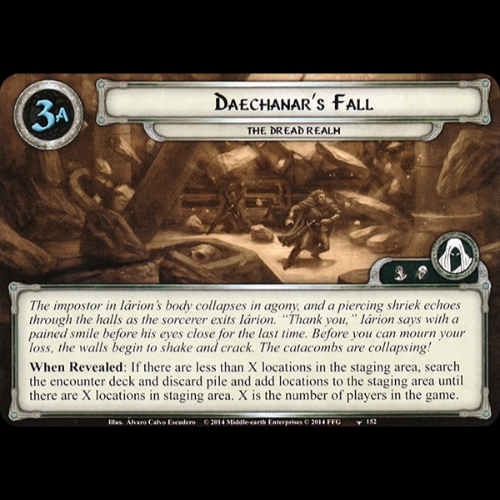 3A
DAECHANAR'S FALL
THE DREAD REALM
The impostor in Iârion's body collapses in agony, and a piercing shriek echoes
through the halls as the sorcerer exits Iârion. "Thank you," Iârion says with a
pained smile before his eyes close for the last time. Before you can mourn your
loss, the walls begin to shake and crack. The catacombs are collapsing!
When Revealed: If there are less than X locations in the staging area, search
the encounter deck and discard pile and add locations to the staging area until
there are X locations in staging area. X is the number of players in the game.
Illus. Álvaro Calvo Escudero © 2014 Middle-earth Enterprises © 2014 FFG 152